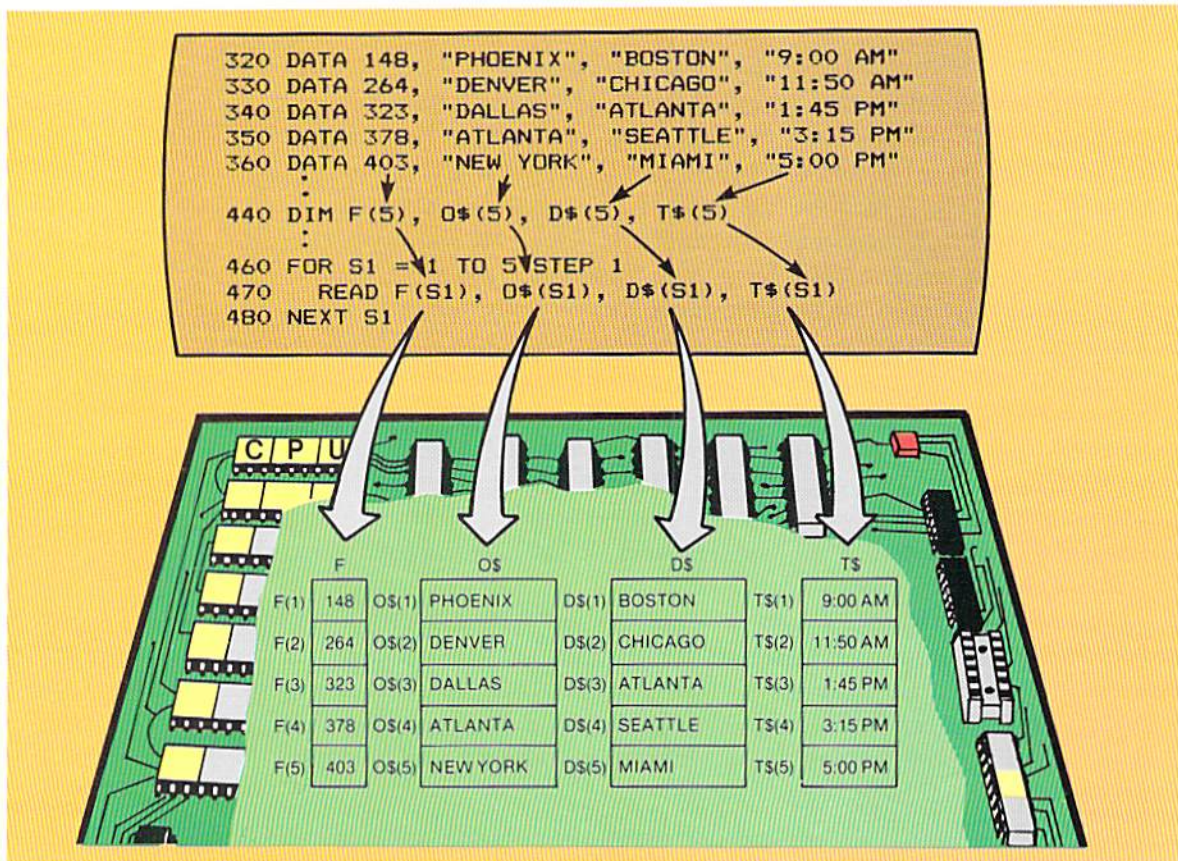 320 DATA 148, "PHOENIX", "BOSTON", "9:00 AM"
330 DATA 264, "DENVER", "CHICAGO", "11:50 AM"
340 DATA 323, "DALLAS", "ATLANTA", "1:45 PM"
350 DATA 378, "ATLANTA", "SEATTLE", "3:15 PM"
360 DATA 403, "NEW YORK", "MIAMI", "5:00 PM"
:
440 DIM F(5), O$(5), D$(5), T$(5)
:
460 FOR S1 = 1 TO 5 STEP 1
470 READ F(S1), O$(S1), D$(S1), T$(S1)
480 NEXT S1
CPU
F O$ D$ T$
F(1) 148 O$(1) PHOENIX D$(1) BOSTON T$(1) 9:00 AM
F(2) 264 O$(2) DENVER D$(2) CHICAGO T$(2) 11:50 AM
F(3) 323 O$(3) DALLAS D$(3) ATLANTA T$(3) 1:45 PM
F(4) 378 O$(4) ATLANTA D$(4) SEATTLE T$(4) 3:15 PM
F(5) 403 O$(5) NEW YORK D$(5) MIAMI T$(5) 5:00 PM